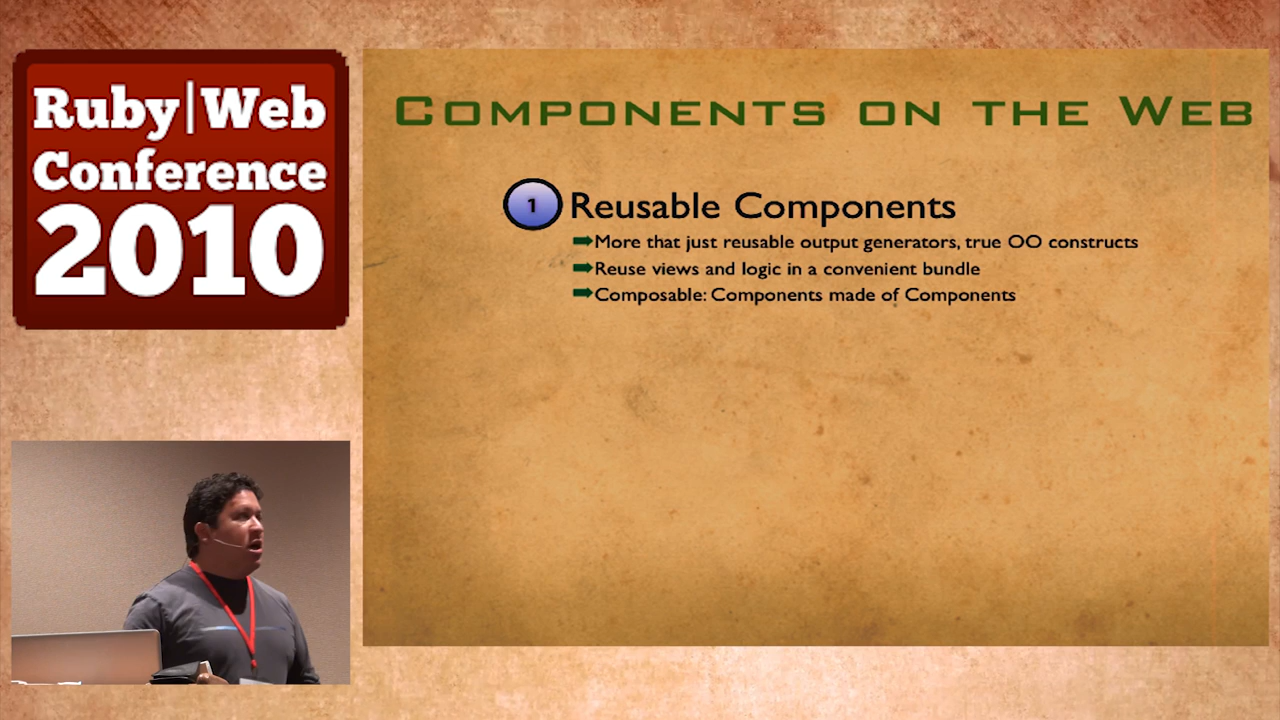 Ruby|Web
Conference
2010
Components on the Web
1 Reusable Components
➡More that just reusable output generators, true OO constructs
➡Reuse views and logic in a convenient bundle
➡Composable: Components made of Components